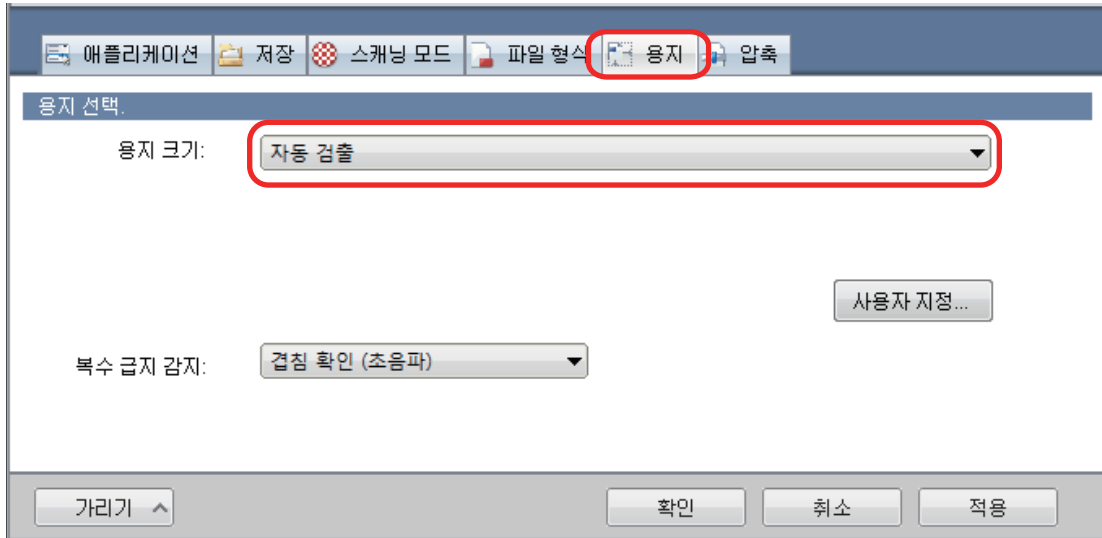 애플리케이션 저장 스캐닝 모드 파일 형식 용지 압축
용지 선택.
용지 크기: 자동 검출
사용자 지정...
복수 급지 감지: 겹침 확인 (초음파)
가리기 확인 취소 적용